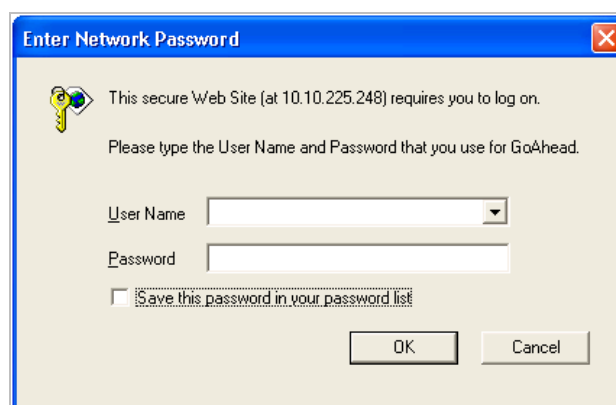 Enter Network Password
This secure Web Site (at 10.10.225.248) requires you to log on.
Please type the User Name and Password that you use for GoAhead.
User Name
Password
Save this password in your password list
OK Cancel